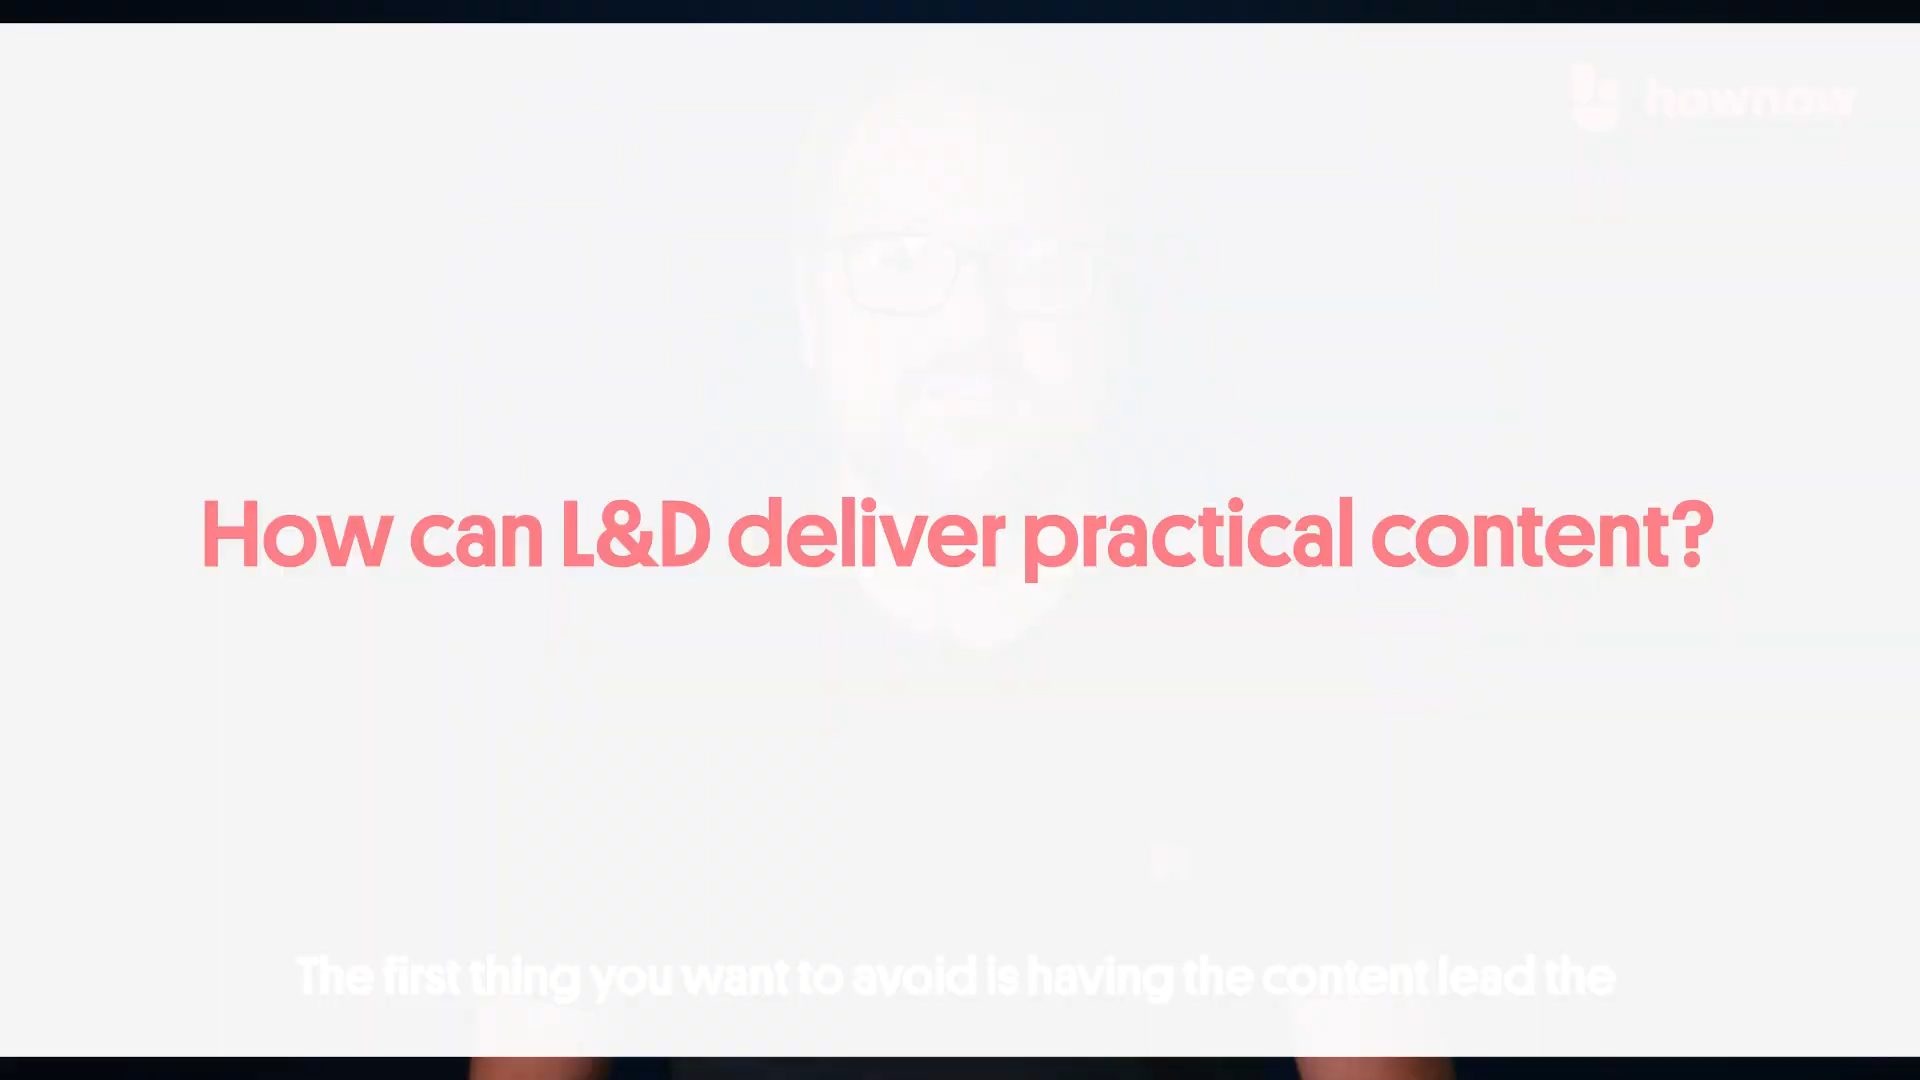 hownow
How can L&D deliver practical content?
The first thing you want to avoid is having the content lead the